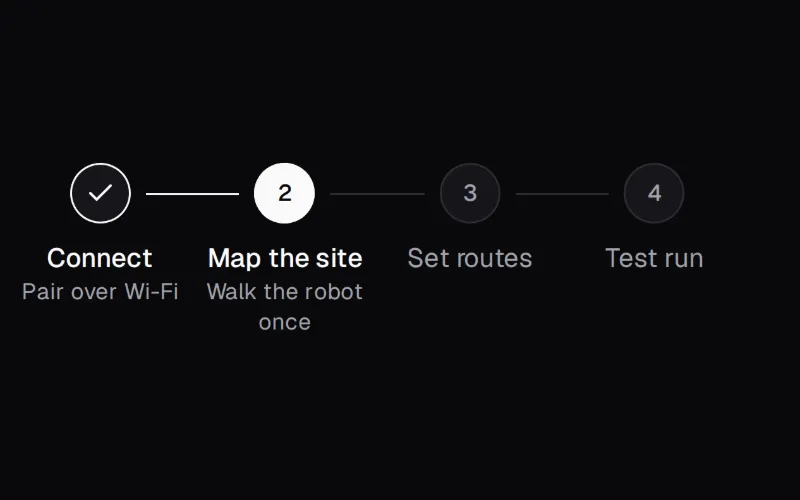 2
3
4
Connect
Map the site
Set routes
Test run
Pair over Wi-Fi
Walk the robot
once